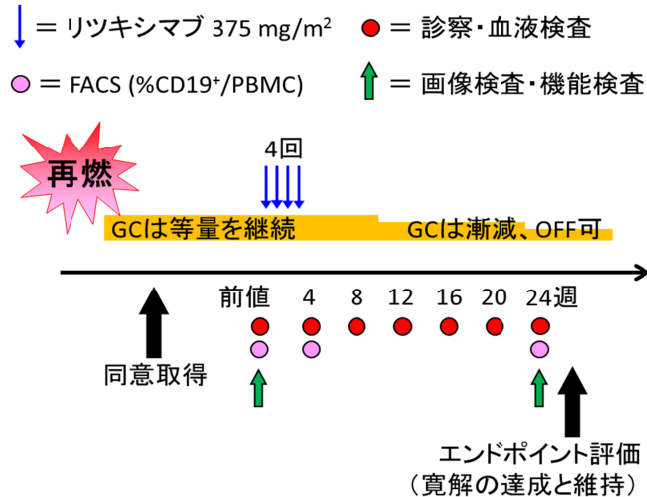 = リツキシマブ 375 mg/m²
= 診察・血液検査
= FACS (%CD19⁺/PBMC)
= 画像検査・機能検査
再燃
4回
GCは等量を継続
GCは漸減、OFF可
前値 4 8 12 16 20 24週
同意取得
エンドポイント評価
（寛解の達成と維持）